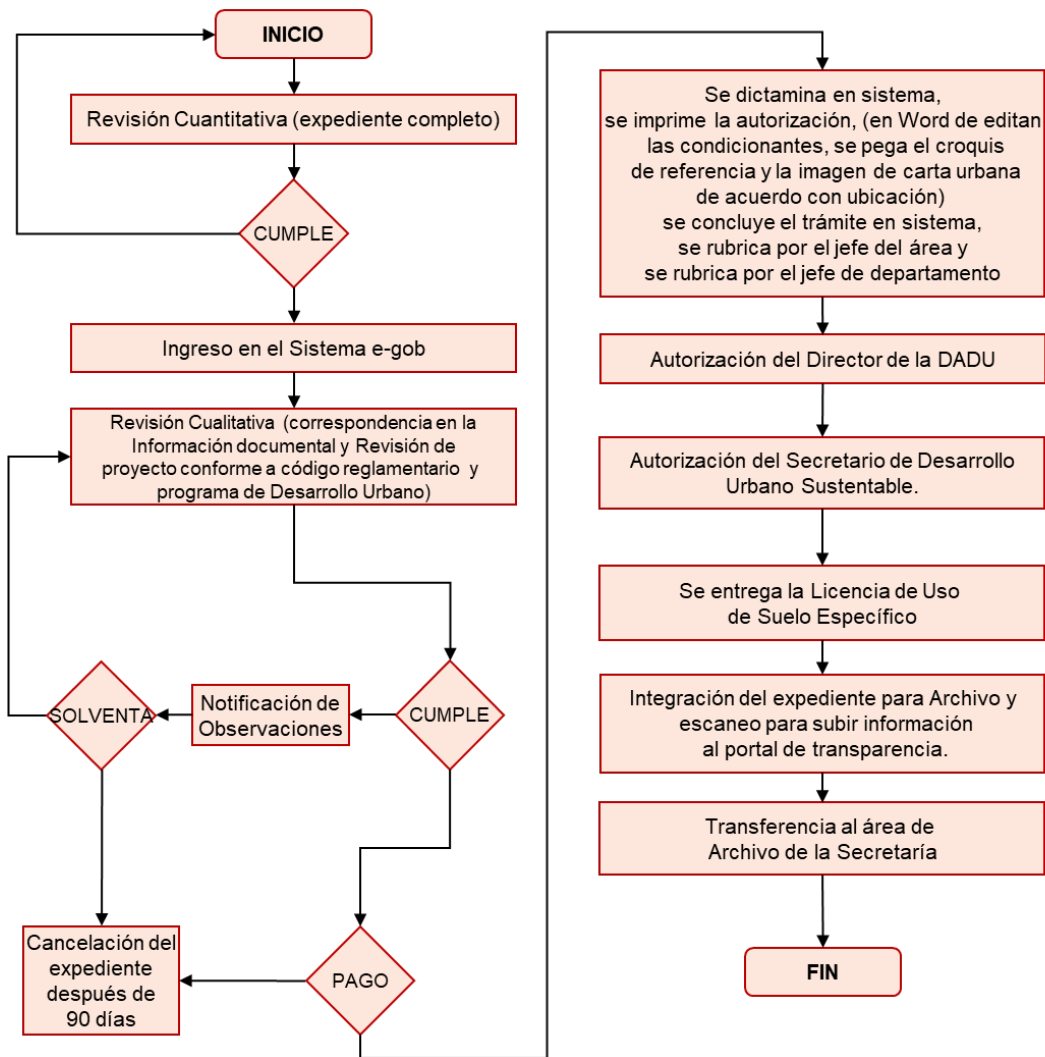 INICIO
Revisión Cuantitativa (expediente completo)
CUMPLE
Ingreso en el Sistema e-gob
Revisión Cualitativa (correspondencia en la
Información documental y Revisión de
proyecto conforme a código reglamentario y
programa de Desarrollo Urbano)
CUMPLE
Notificación de
Observaciones
SOLVENTA
Cancelación del
expediente
después de
90 días
PAGO
Se dictamina en sistema,
se imprime la autorización, (en Word de editan
las condicionantes, se pega el croquis
de referencia y la imagen de carta urbana
de acuerdo con ubicación)
se concluye el trámite en sistema,
se rubrica por el jefe del área y
se rubrica por el jefe de departamento
Autorización del Director de la DADU
Autorización del Secretario de Desarrollo
Urbano Sustentable.
Se entrega la Licencia de Uso
de Suelo Específico
Integración del expediente para Archivo y
escaneo para subir información
al portal de transparencia.
Transferencia al área de
Archivo de la Secretaría
FIN